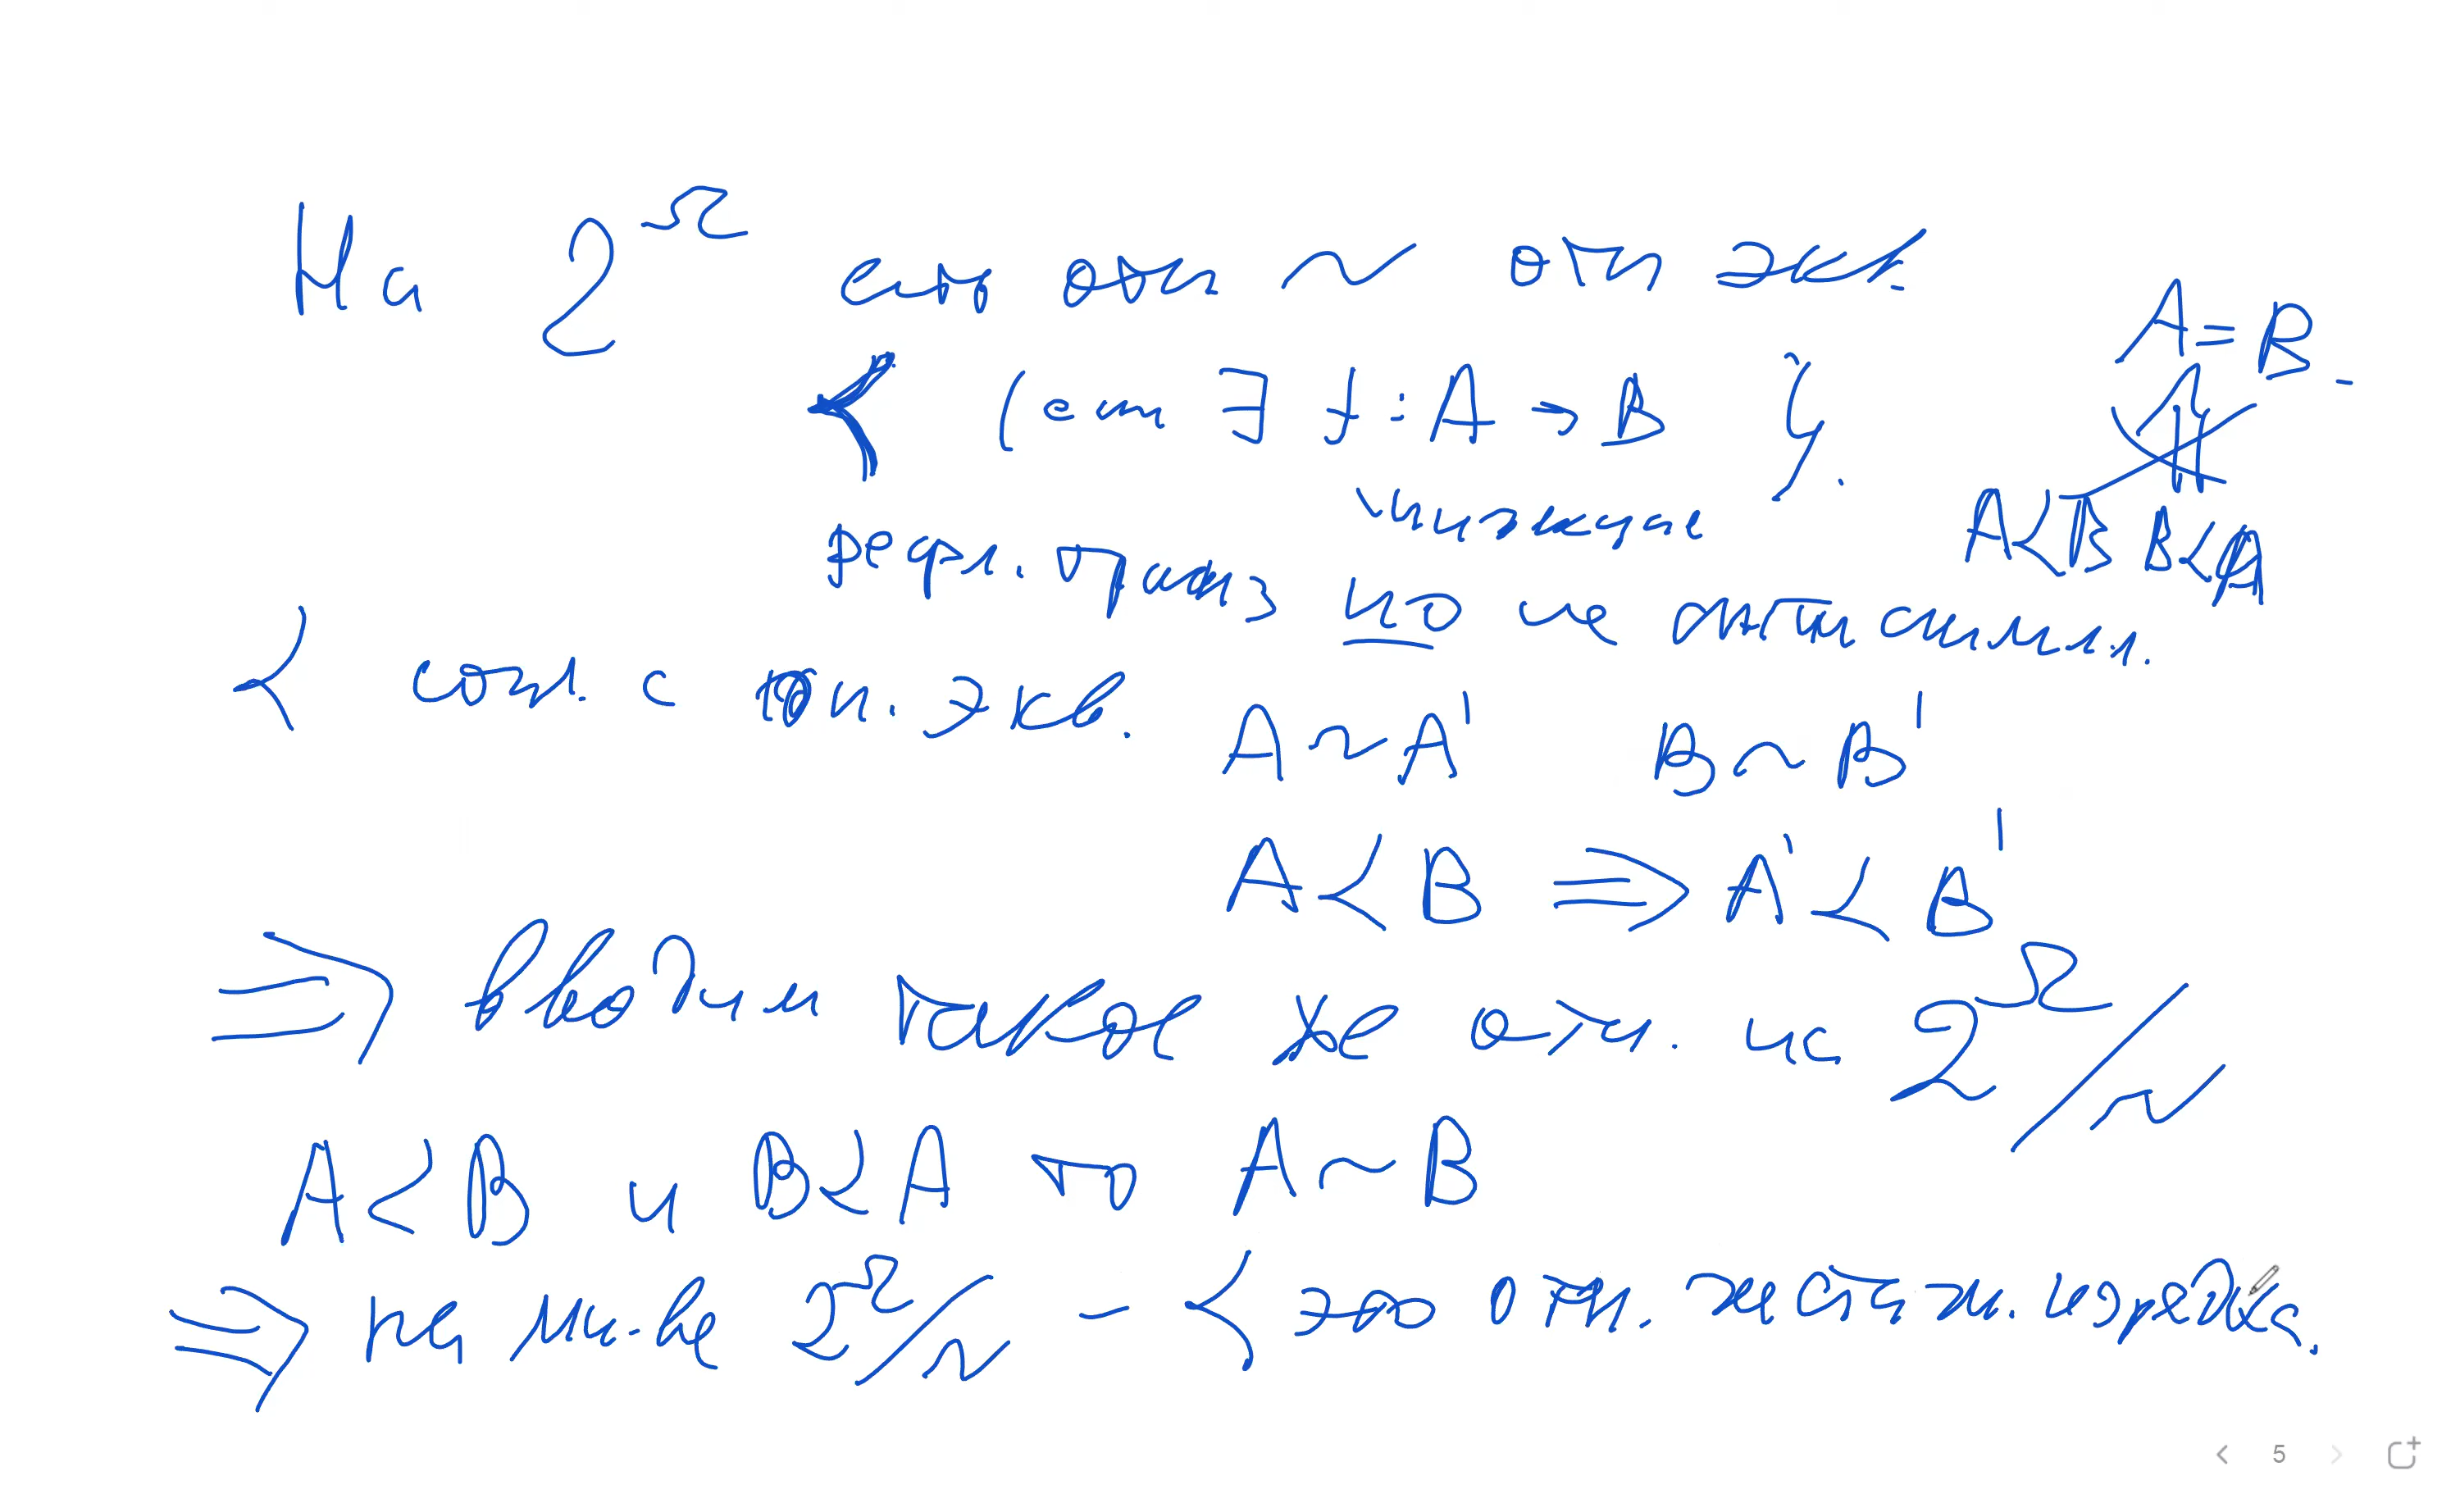 На 2^Ω есть отн ~ отн экв.
≺ (если ∃ f: A → B инъекция).
A = B
A ≺ B B ≺ A
рефл. транз, но не антисимм.
≺ согл. с отн. экв. A ~ A' B ~ B'
A ≺ B ⇒ A' ≺ B'
⇒ вводим такое же отн. на 2^Ω/~
A ≺ B и B ≺ A то A ~ B
⇒ на мн-ве 2^Ω/~ - ≺ это отн. част. порядка.